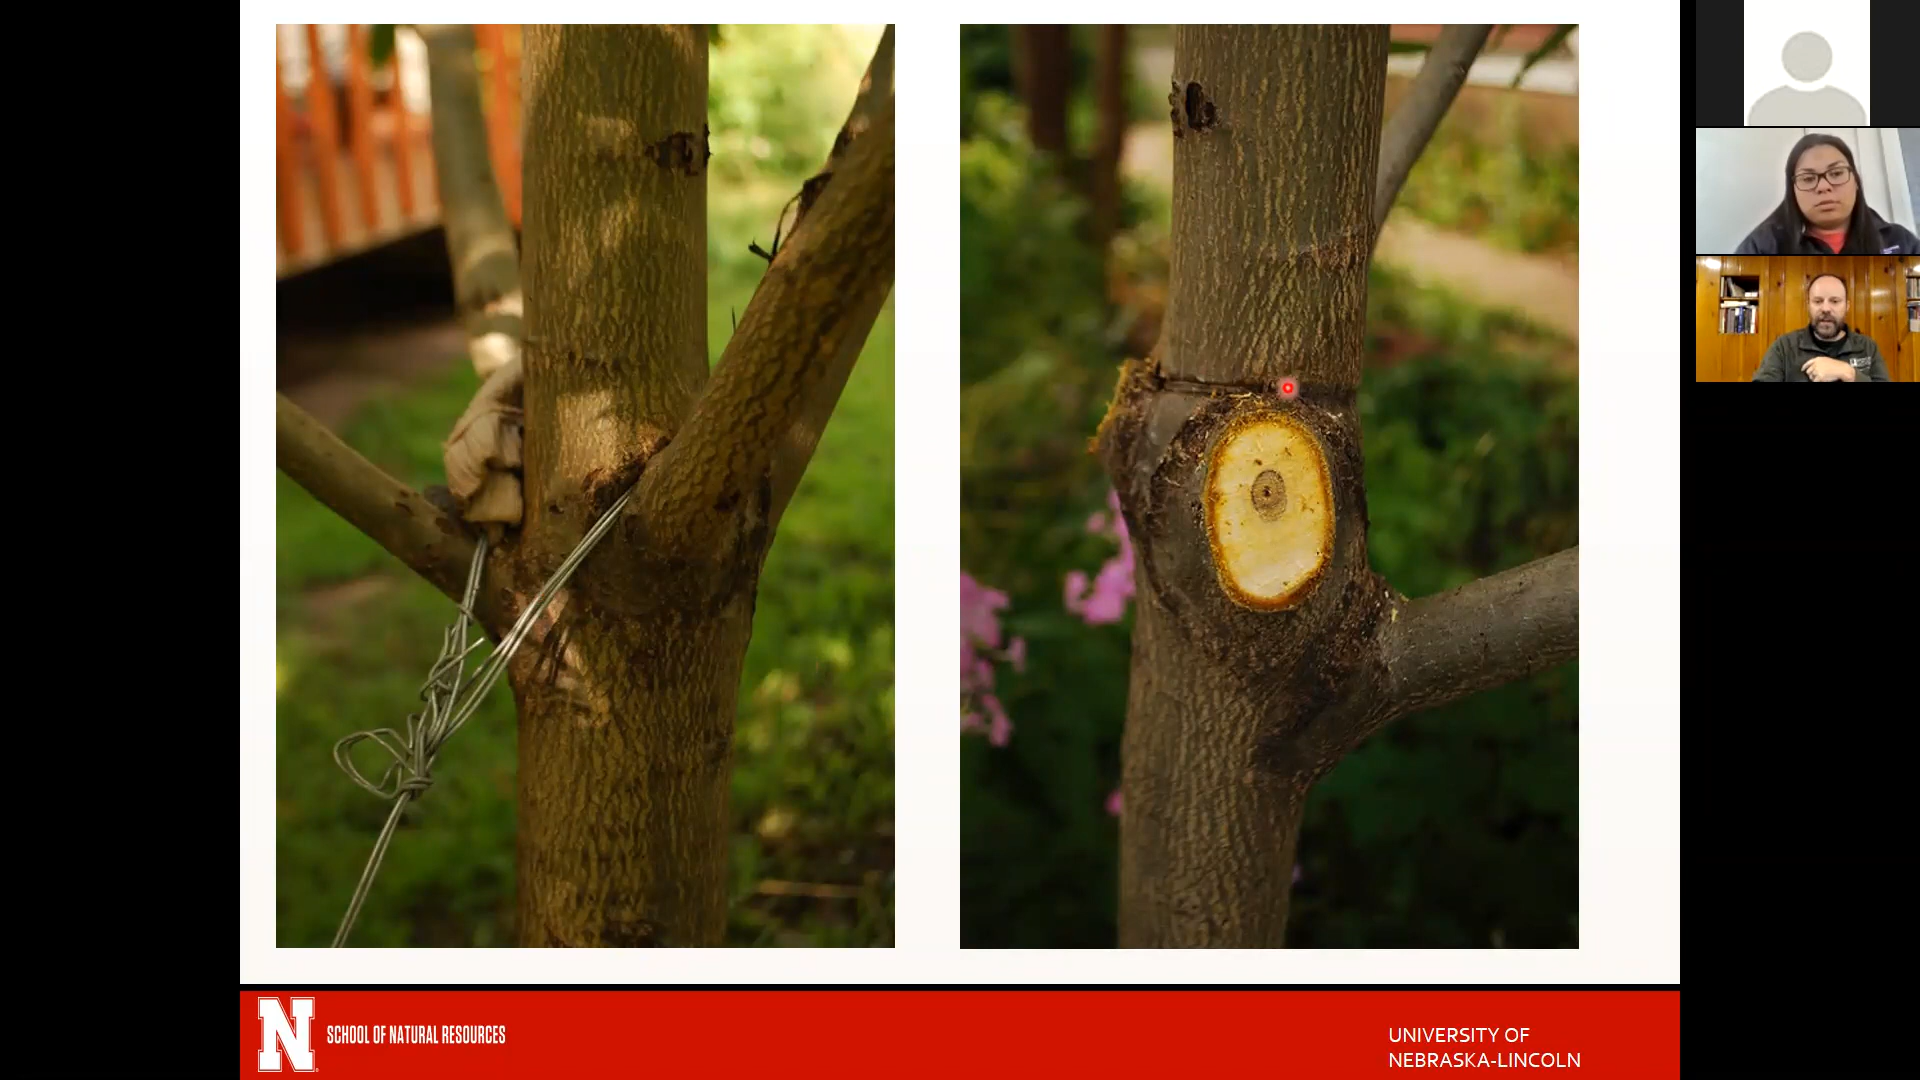 N
SCHOOL OF NATURAL RESOURCES
UNIVERSITY OF
NEBRASKA-LINCOLN